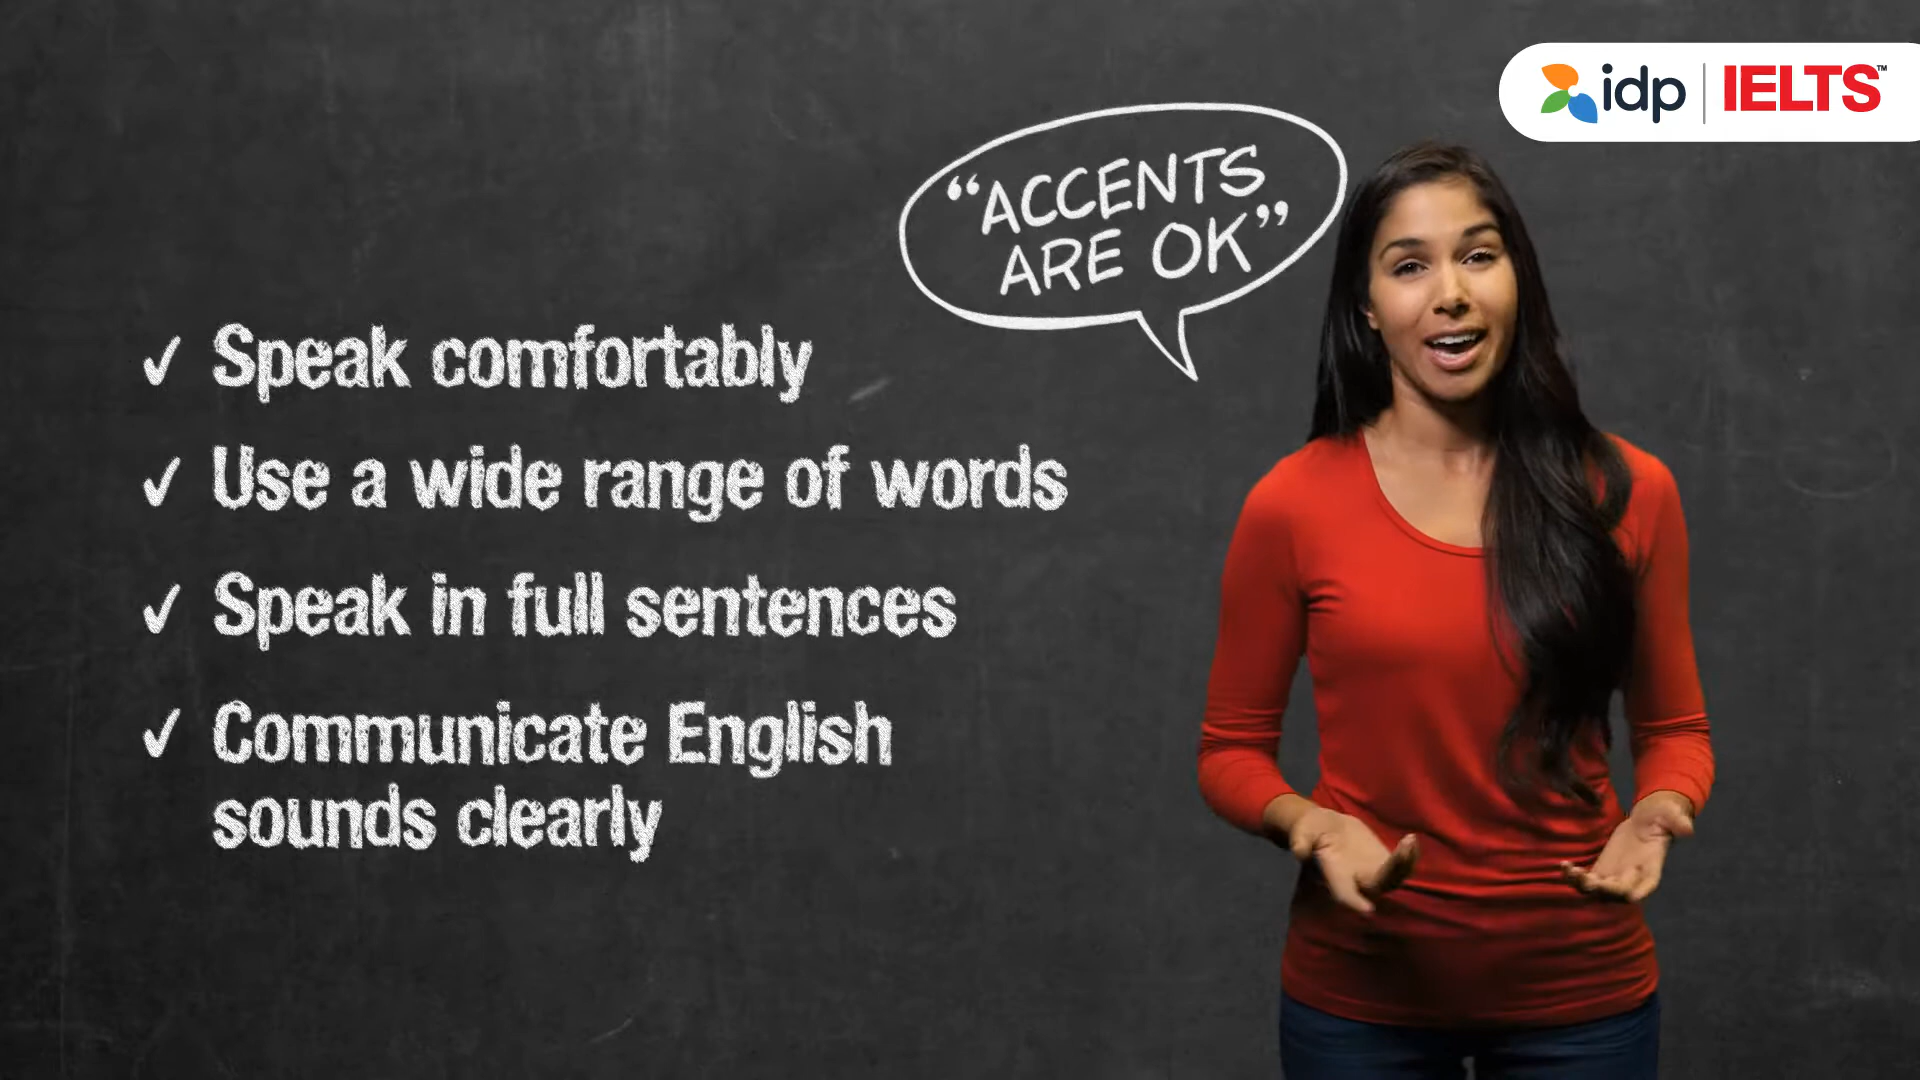 idp | IELTS™
“ACCENTS
ARE OK”
✓ Speak comfortably
✓ Use a wide range of words
✓ Speak in full sentences
✓ Communicate English
sounds clearly